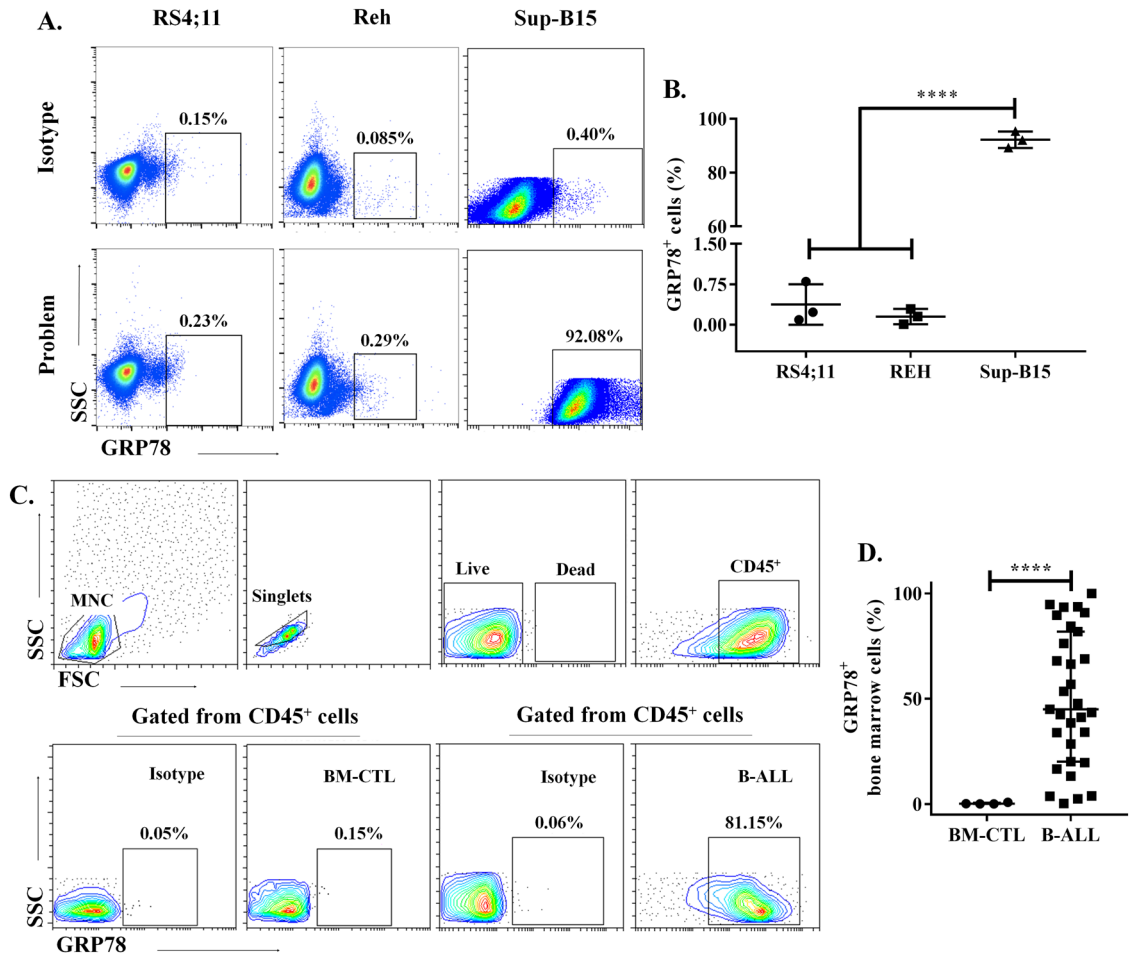 A.
RS4;11
Reh
Sup-B15
Isotype
0.15%
0.085%
0.40%
Problem
0.23%
0.29%
92.08%
SSC
GRP78
B.
****
GRP78+ cells (%)
100
80
60
1.50
0.75
0.00
RS4;11
REH
Sup-B15
C.
MNC
Singlets
Live
Dead
CD45+
SSC
FSC
Gated from CD45+ cells
Gated from CD45+ cells
Isotype
BM-CTL
Isotype
B-ALL
0.05%
0.15%
0.06%
81.15%
SSC
GRP78
D.
****
GRP78+
bone marrow cells (%)
100
50
0
BM-CTL
B-ALL